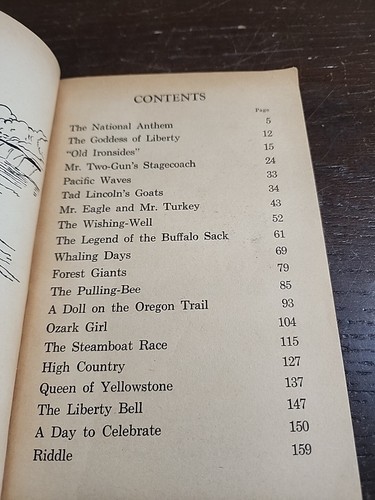 CONTENTS
Page
The National Anthem 5
The Goddess of Liberty 12
"Old Ironsides" 15
Mr. Two-Gun's Stagecoach 24
Pacific Waves 33
Tad Lincoln's Goats 34
Mr. Eagle and Mr. Turkey 43
The Wishing-Well 52
The Legend of the Buffalo Sack 61
Whaling Days 69
Forest Giants 79
The Pulling-Bee 85
A Doll on the Oregon Trail 93
Ozark Girl 104
The Steamboat Race 115
High Country 127
Queen of Yellowstone 137
The Liberty Bell 147
A Day to Celebrate 150
Riddle 159